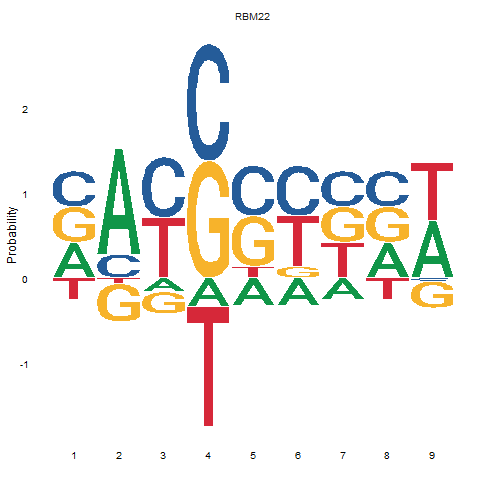 RBM22
Probability
2
1
0
-1
C A C C C C C C T
G C T G G T G G A
A T A A T G T A C
T G G T A A A T G
1 2 3 4 5 6 7 8 9